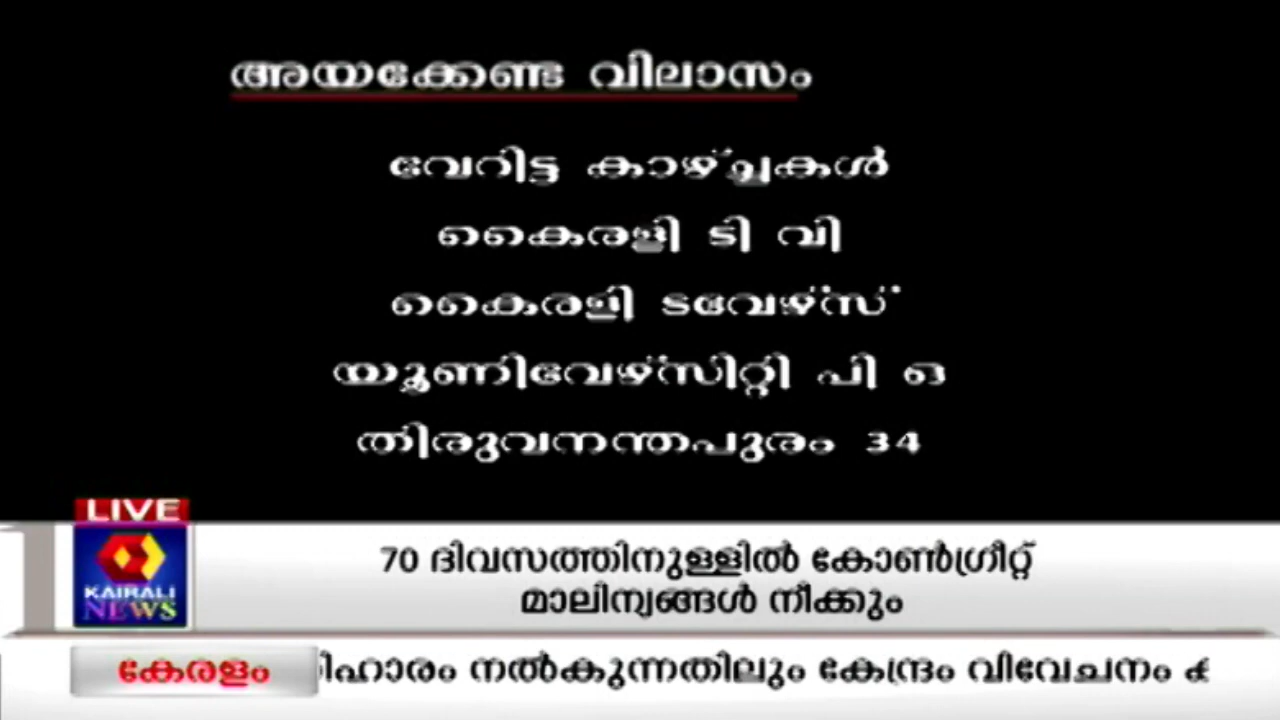 അയക്കേണ്ട വിലാസം
വേറിട്ട കാഴ്ച്ചകൾ
കൈരളി ടി വി
കൈരളി ടവേഴ്സ്
യൂണിവേഴ്സിറ്റി പി ഒ
തിരുവനന്തപുരം 34
LIVE
KAIRALI
NEWS
70 ദിവസത്തിനുള്ളിൽ കോൺഗ്രീറ്റ്
മാലിന്യങ്ങൾ നീക്കും
കേരളം
നൽകുന്നതിലും കേന്ദ്രം വിവേചനം